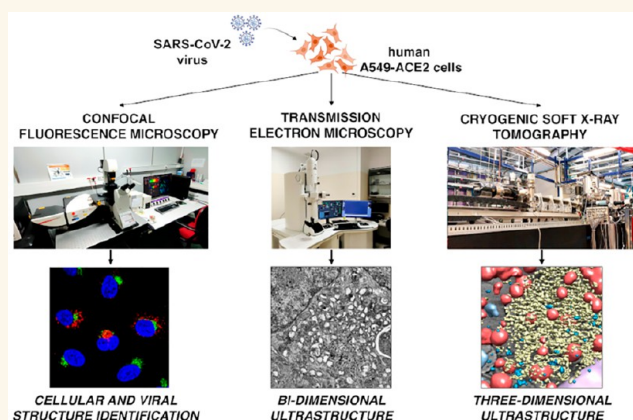 SARS-CoV-2
virus
human
A549-ACE2 cells
CONFOCAL
FLUORESCENCE MICROSCOPY
TRANSMISSION
ELECTRON MICROSCOPY
CRYOGENIC SOFT X-RAY
TOMOGRAPHY
CELLULAR AND VIRAL
STRUCTURE IDENTIFICATION
BI-DIMENSIONAL
ULTRASTRUCTURE
THREE-DIMENSIONAL
ULTRASTRUCTURE